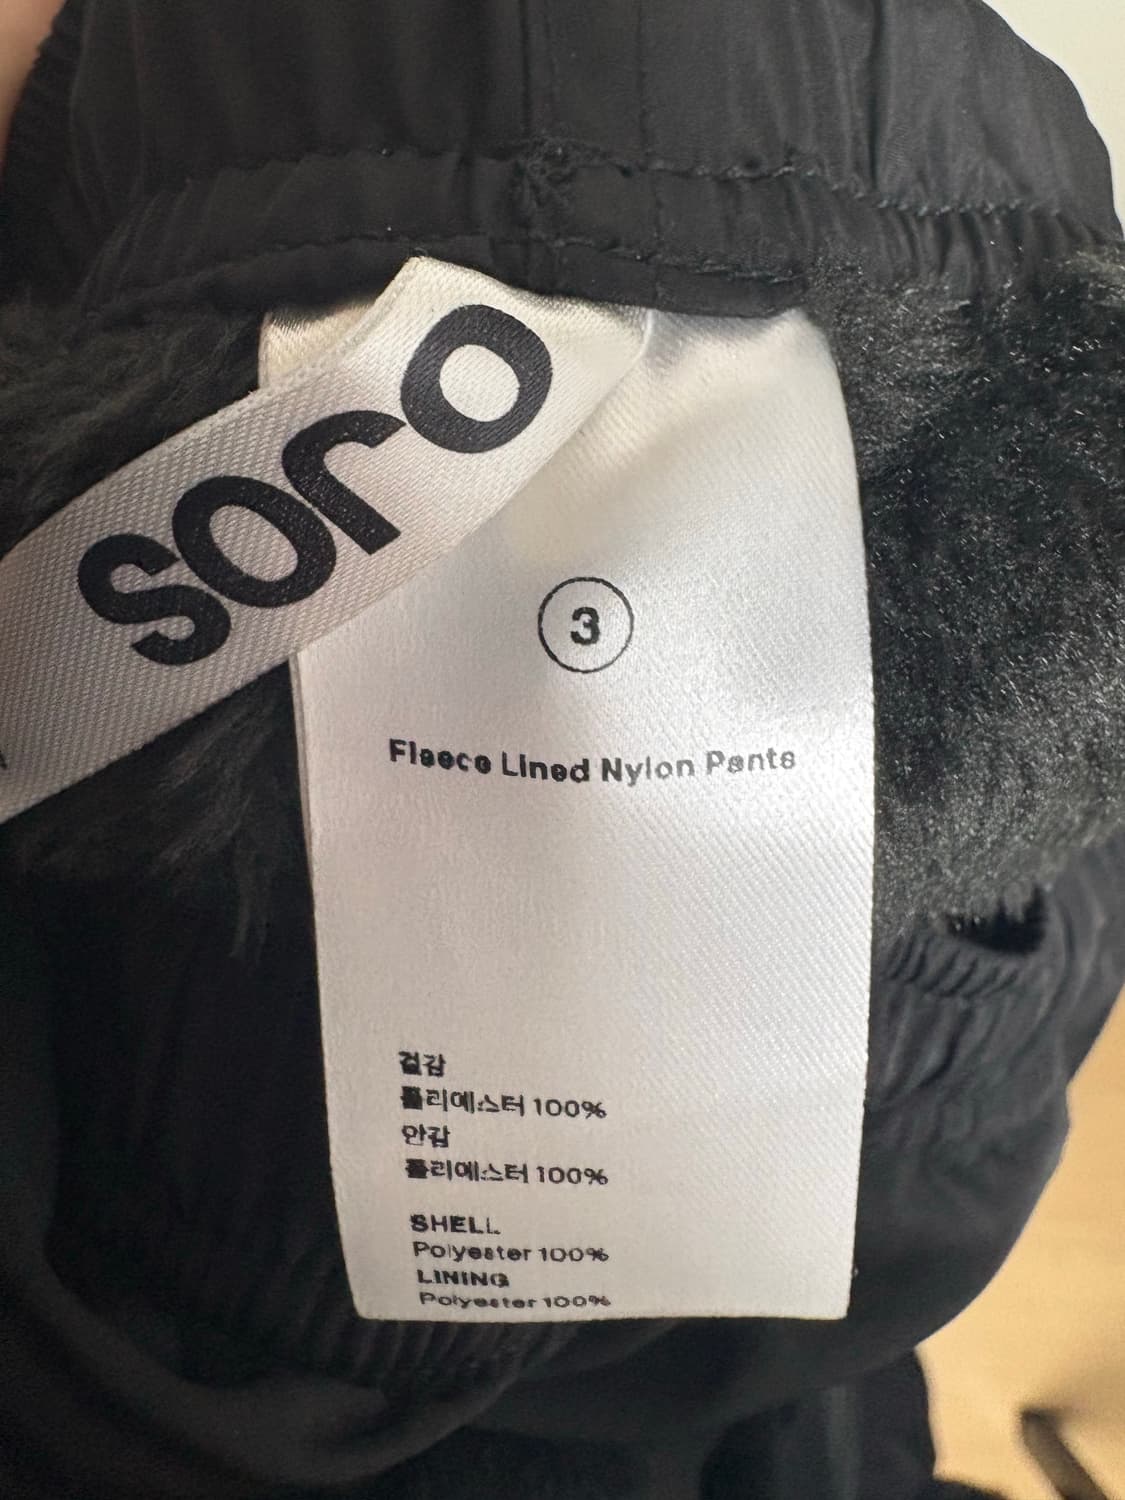 soro
3
Fleece Lined Nylon Pants
겉감
폴리에스터 100%
안감
폴리에스터 100%
SHELL
Polyester 100%
LINING
Polyester 100%